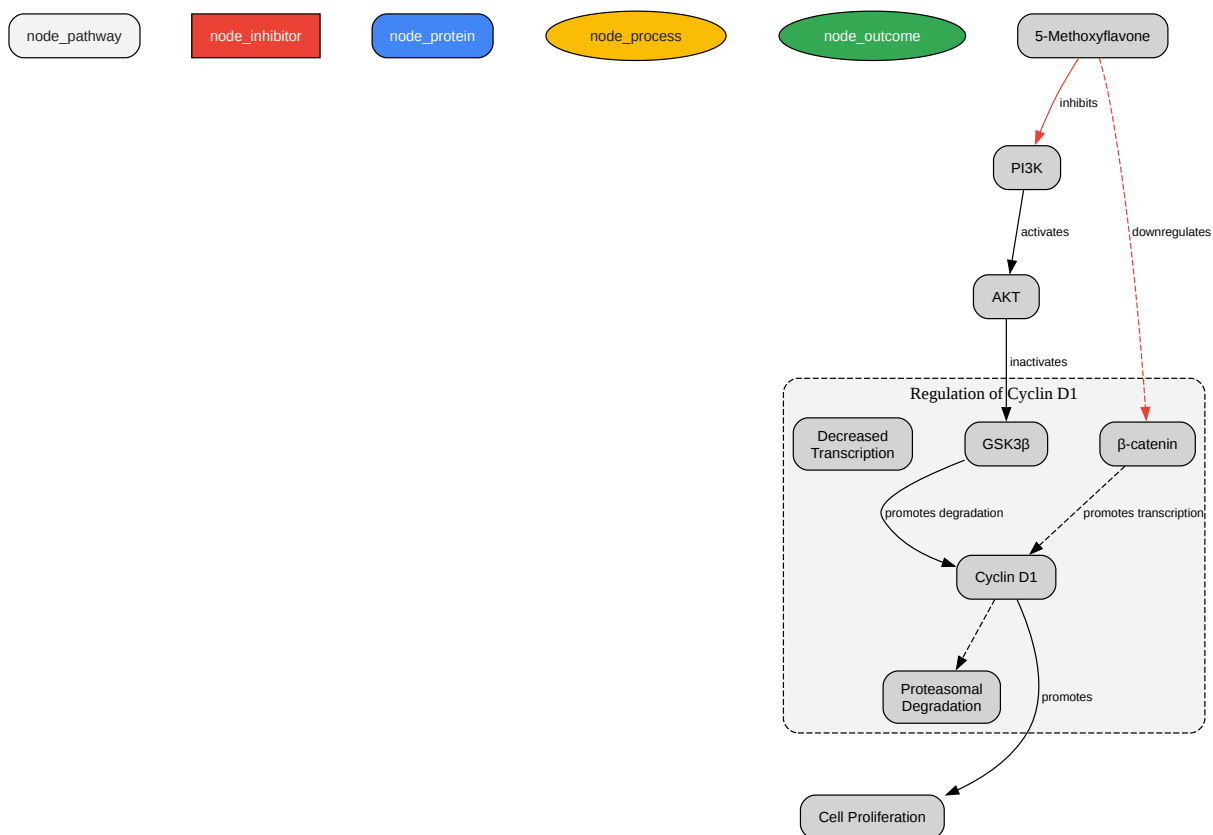 node_pathway
node_inhibitor
node_protein
node_process
node_outcome
5-Methoxyflavone
inhibits
PI3K
activates
downregulates
AKT
inactivates
Regulation of Cyclin D1
Decreased
Transcription
GSK3β
β-catenin
promotes degradation
promotes transcription
Cyclin D1
Proteasomal
Degradation
promotes
Cell Proliferation